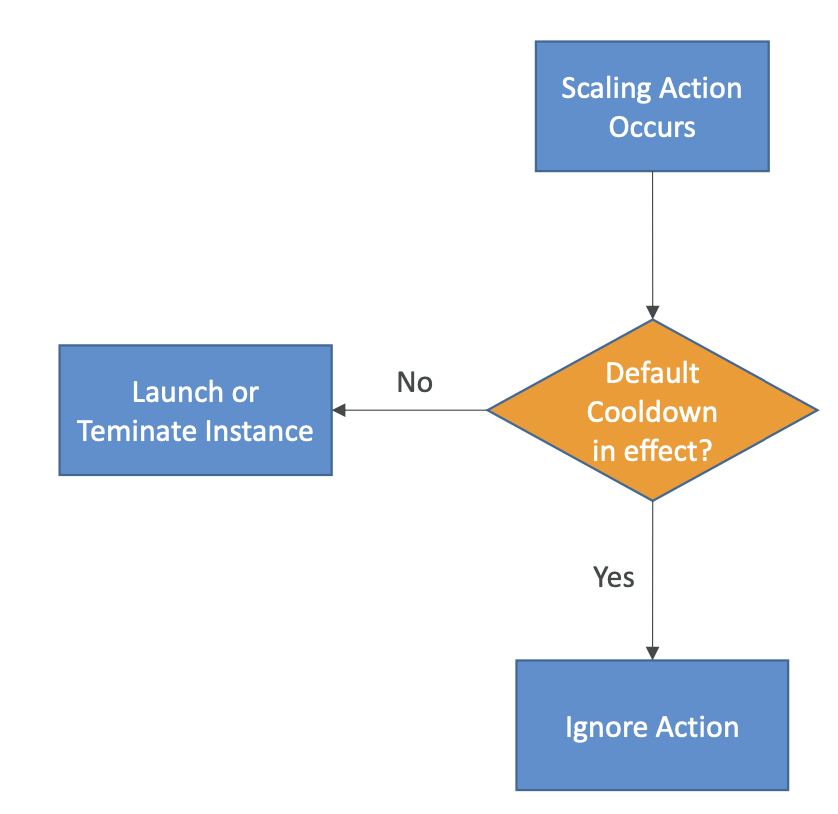 Scaling Action
Occurs
Default
Cooldown
in effect?
No
Launch or
Teminate Instance
Yes
Ignore Action